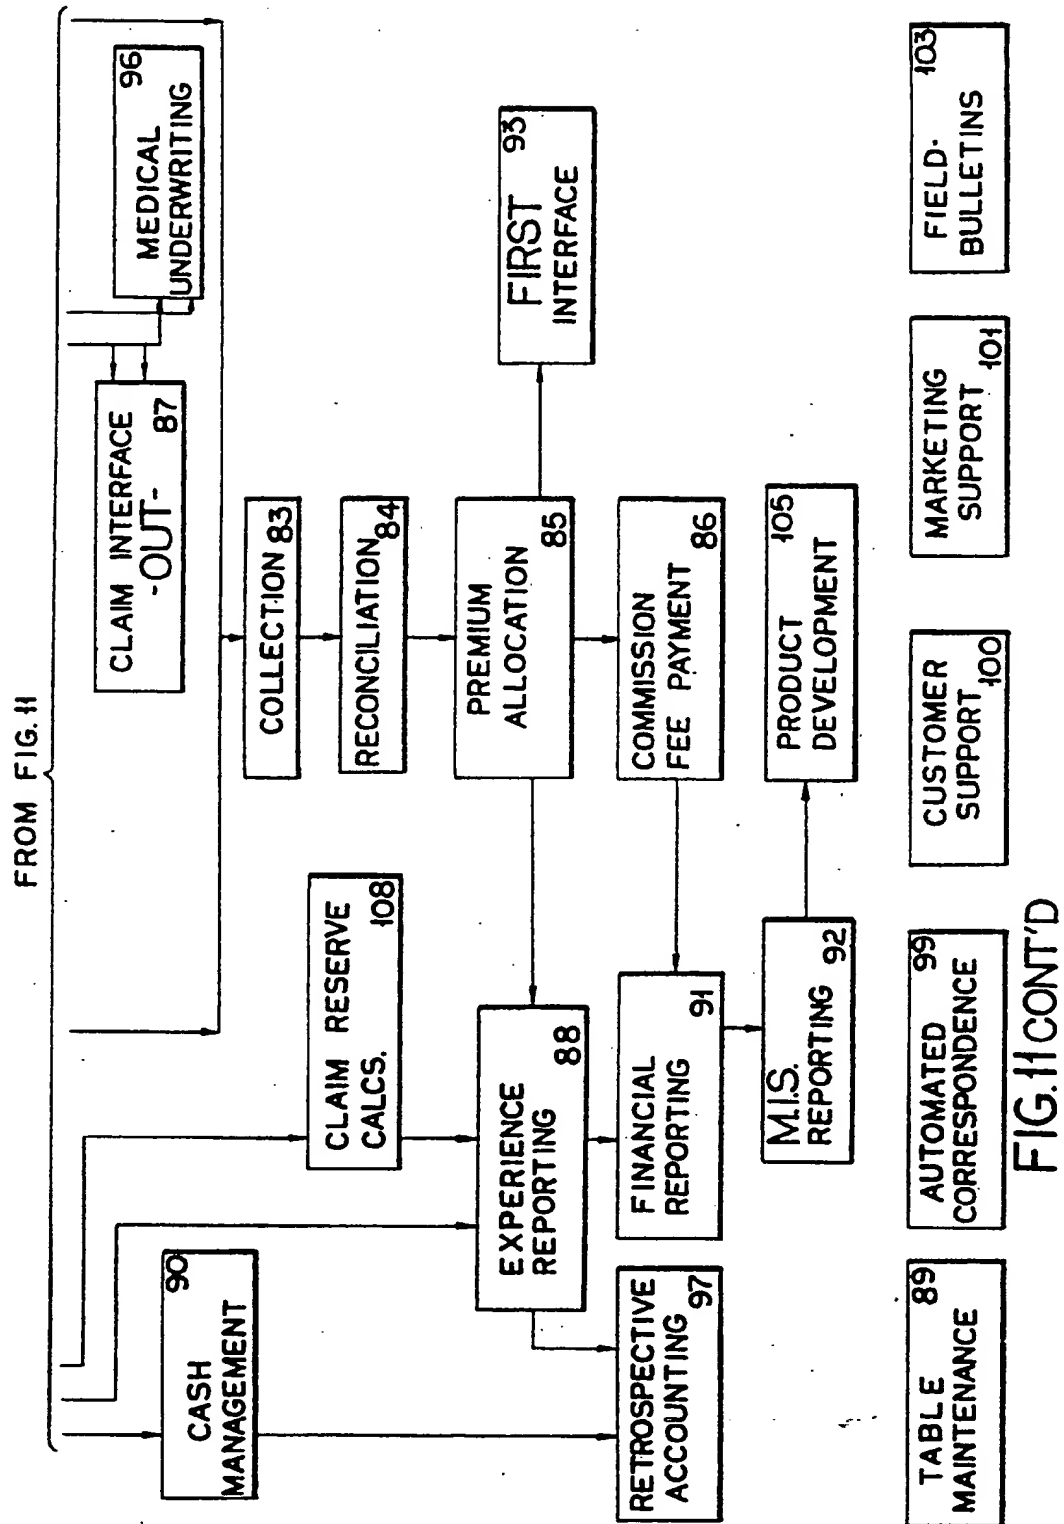 FROM FIG. 11
96
MEDICAL
UNDERWRITING
CLAIM INTERFACE
-OUT-
87
COLLECTION 83
RECONCILIATION 84
PREMIUM
ALLOCATION
85
FIRST
INTERFACE
93
COMMISSION
FEE PAYMENT
86
PRODUCT
DEVELOPMENT
105
CLAIM RESERVE
CALCS.
108
EXPERIENCE
REPORTING
88
FINANCIAL
REPORTING
91
M.I.S.
REPORTING 92
90
CASH
MANAGEMENT
RETROSPECTIVE
ACCOUNTING
97
TABLE
MAINTENANCE
89
AUTOMATED
CORRESPONDENCE
99
CUSTOMER
SUPPORT
100
MARKETING
SUPPORT
101
FIELD-
BULLETINS
103
FIG. 11 CONT'D